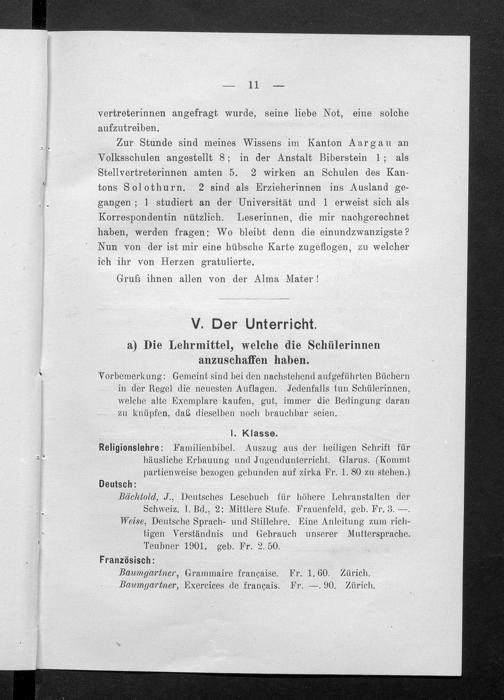 — 11 —
vertreterinnen angefragt wurde, seine liebe Not, eine solche
aufzutreiben.
Zur Stunde sind meines Wissens im Kanton Aargau an
Volksschulen angestellt 8; in der Anstalt Biberstein 1; als
Stellvertreterinnen amten 5. 2 wirken an Schulen des Kan-
tons Solothurn. 2 sind als Erzieherinnen ins Ausland ge-
gangen; 1 studiert an der Universität und 1 erweist sich als
Korrespondentin nützlich. Leserinnen, die mir nachgerechnet
haben, werden fragen: Wo bleibt denn die einundzwanzigste?
Nun von der ist mir eine hübsche Karte zugeflogen, zu welcher
ich ihr von Herzen gratulierte.
Gruß ihnen allen von der Alma Mater!
V. Der Unterricht.
a) Die Lehrmittel, welche die Schülerinnen
anzuschaffen haben.
Vorbemerkung: Gemeint sind bei den nachstehend aufgeführten Büchern
in der Regel die neuesten Auflagen. Jedenfalls tun Schülerinnen,
welche alte Exemplare kaufen, gut, immer die Bedingung daran
zu knüpfen, daß dieselben noch brauchbar seien.
I. Klasse.
Religionslehre: Familienbibel. Auszug aus der heiligen Schrift für
häusliche Erbauung und Jugendunterricht. Glarus. (Kommt
partienweise bezogen gebunden auf zirka Fr. 1. 80 zu stehen.)
Deutsch:
Bächtold, J., Deutsches Lesebuch für höhere Lehranstalten der
Schweiz, I. Bd., 2: Mittlere Stufe. Frauenfeld, geb. Fr. 3. —.
Weise, Deutsche Sprach- und Stillehre. Eine Anleitung zum rich-
tigen Verständnis und Gebrauch unserer Muttersprache.
Teubner 1901, geb. Fr. 2. 50.
Französisch:
Baumgartner, Grammaire française. Fr. 1. 60. Zürich.
Baumgartner, Exercices de français. Fr. —. 90. Zürich.